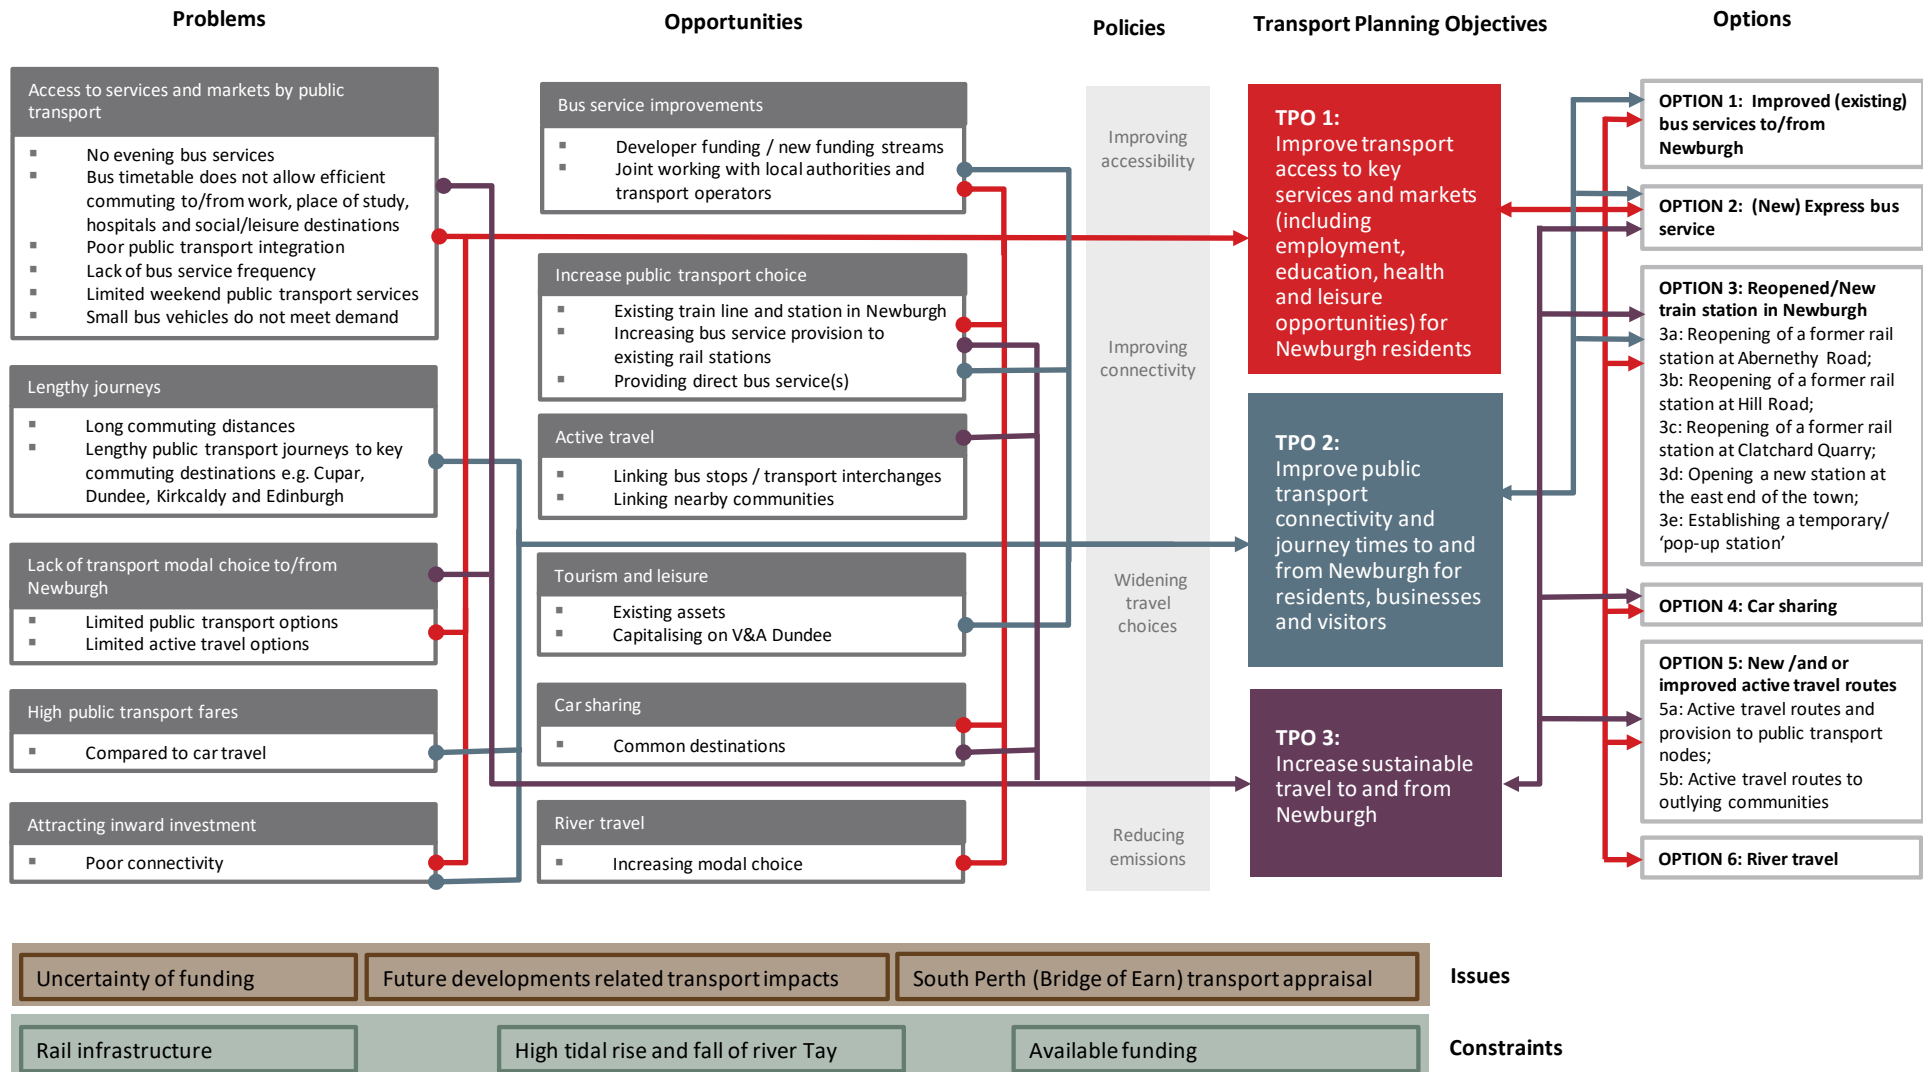 Problems
Opportunities
Policies
Transport Planning Objectives
Options
Access to services and markets by public
transport
▪ No evening bus services
▪ Bus timetable does not allow efficient
commuting to/from work, place of study,
hospitals and social/leisure destinations
▪ Poor public transport integration
▪ Lack of bus service frequency
▪ Limited weekend public transport services
▪ Small bus vehicles do not meet demand
Lengthy journeys
▪ Long commuting distances
▪ Lengthy public transport journeys to key
commuting destinations e.g. Cupar,
Dundee, Kirkcaldy and Edinburgh
Lack of transport modal choice to/from
Newburgh
▪ Limited public transport options
▪ Limited active travel options
High public transport fares
▪ Compared to car travel
Attracting inward investment
▪ Poor connectivity
Bus service improvements
▪ Developer funding / new funding streams
▪ Joint working with local authorities and
transport operators
Increase public transport choice
▪ Existing train line and station in Newburgh
▪ Increasing bus service provision to
existing rail stations
▪ Providing direct bus service(s)
Active travel
▪ Linking bus stops / transport interchanges
▪ Linking nearby communities
Tourism and leisure
▪ Existing assets
▪ Capitalising on V&A Dundee
Car sharing
▪ Common destinations
River travel
▪ Increasing modal choice
Improving
accessibility
Improving
connectivity
Widening
travel
choices
Reducing
emissions
TPO 1:
Improve transport
access to key
services and markets
(including
employment,
education, health
and leisure
opportunities) for
Newburgh residents
TPO 2:
Improve public
transport
connectivity and
journey times to and
from Newburgh for
residents, businesses
and visitors
TPO 3:
Increase sustainable
travel to and from
Newburgh
OPTION 1: Improved (existing)
bus services to/from
Newburgh
OPTION 2: (New) Express bus
service
OPTION 3: Reopened/New
train station in Newburgh
3a: Reopening of a former rail
station at Abernethy Road;
3b: Reopening of a former rail
station at Hill Road;
3c: Reopening of a former rail
station at Clatchard Quarry;
3d: Opening a new station at
the east end of the town;
3e: Establishing a temporary/
‘pop-up station’
OPTION 4: Car sharing
OPTION 5: New /and or
improved active travel routes
5a: Active travel routes and
provision to public transport
nodes;
5b: Active travel routes to
outlying communities
OPTION 6: River travel
Uncertainty of funding
Future developments related transport impacts
South Perth (Bridge of Earn) transport appraisal
Issues
Rail infrastructure
High tidal rise and fall of river Tay
Available funding
Constraints